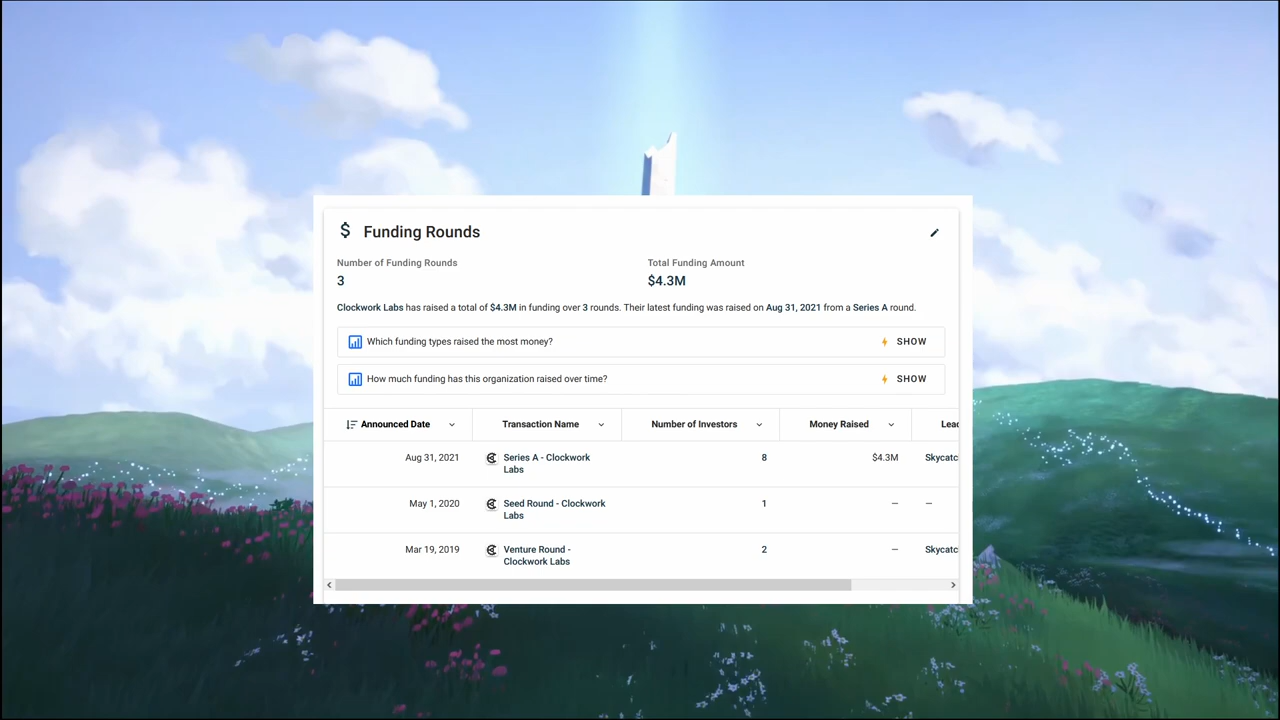 Funding Rounds
Number of Funding Rounds
Total Funding Amount
3
$4.3M
Clockwork Labs has raised a total of $4.3M in funding over 3 rounds. Their latest funding was raised on Aug 31, 2021 from a Series A round.
Which funding types raised the most money?
SHOW
How much funding has this organization raised over time?
SHOW
Announced Date
Transaction Name
Number of Investors
Money Raised
Lead
Aug 31, 2021
Series A - Clockwork
Labs
8
$4.3M
Skycatc
May 1, 2020
Seed Round - Clockwork
Labs
1
—
—
Mar 19, 2019
Venture Round -
Clockwork Labs
2
—
Skycatc